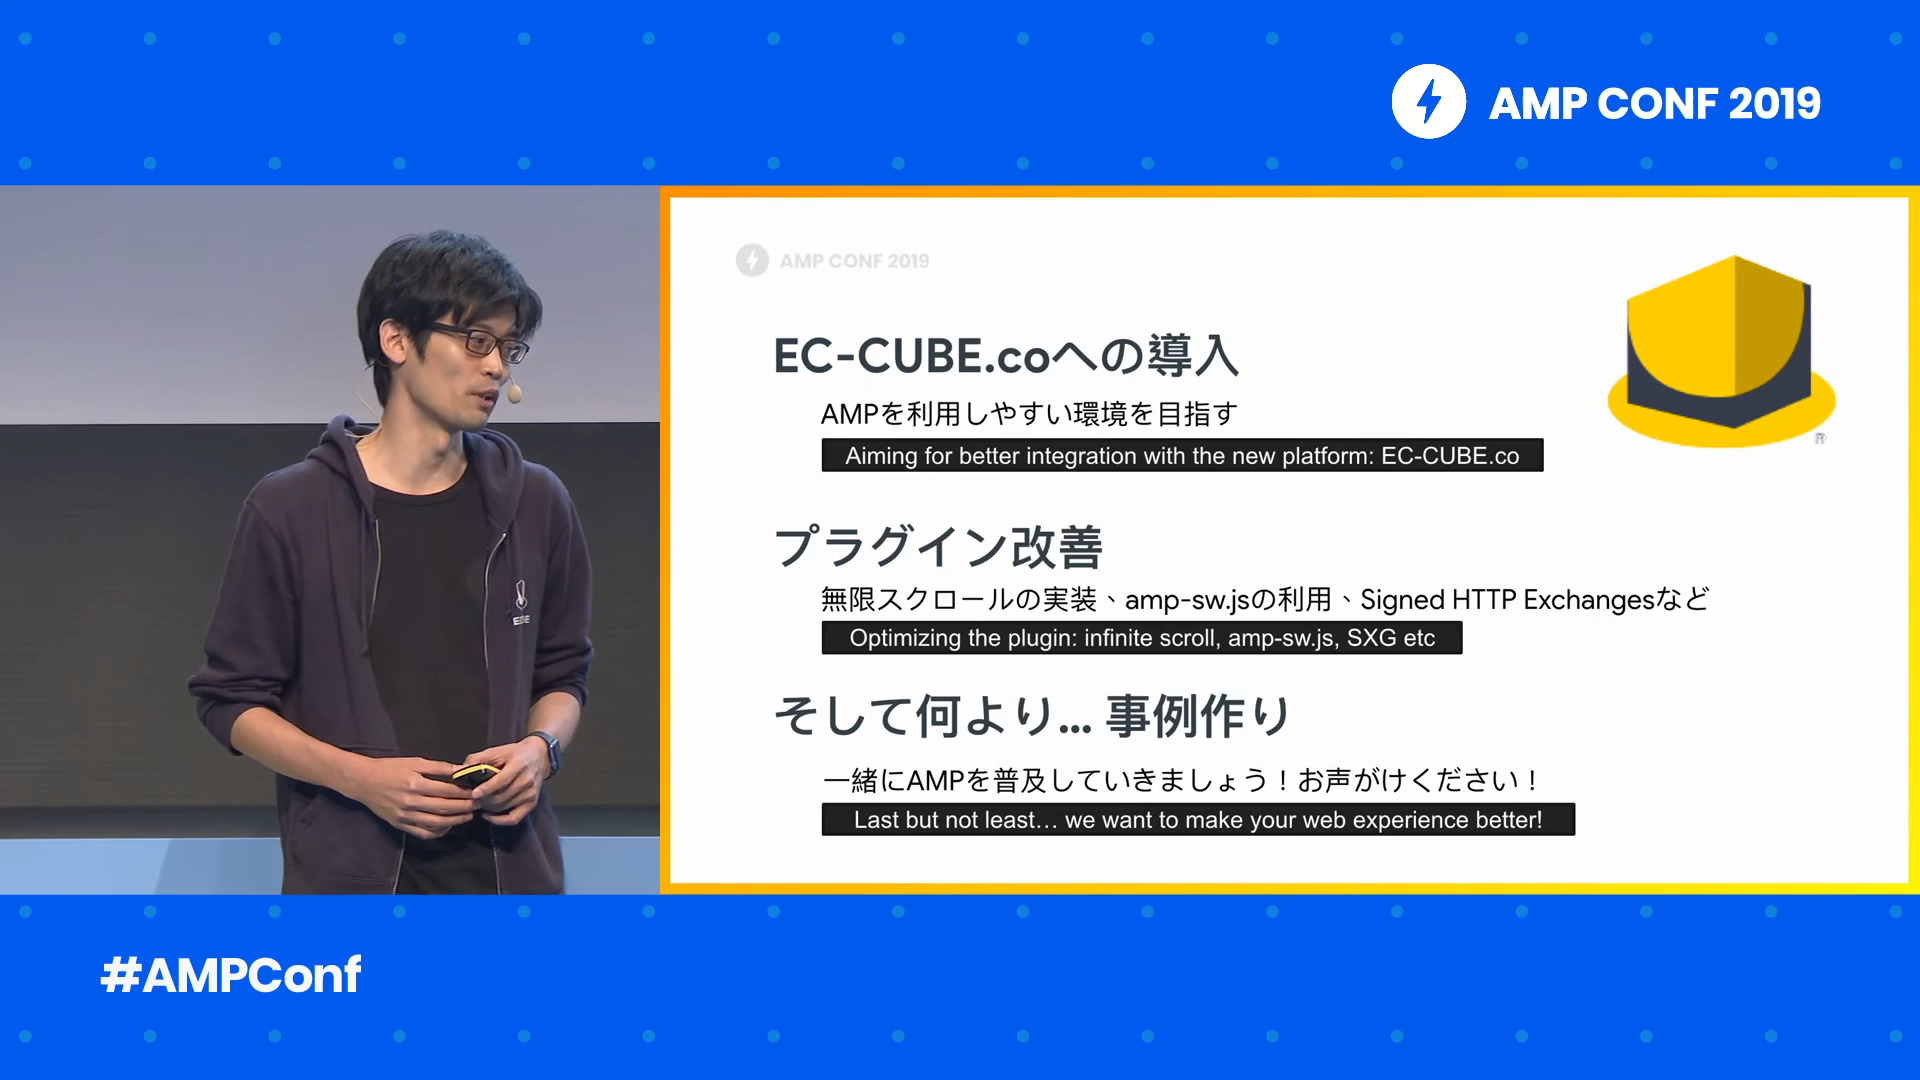 AMP CONF 2019
AMP CONF 2019
EC-CUBE.coへの導入
AMPを利用しやすい環境を目指す
Aiming for better integration with the new platform: EC-CUBE.co
プラグイン改善
無限スクロールの実装、amp-sw.jsの利用、Signed HTTP Exchangesなど
Optimizing the plugin: infinite scroll, amp-sw.js, SXG etc
そして何より... 事例作り
一緒にAMPを普及していきましょう！お声がけください！
Last but not least… we want to make your web experience better!
®
#AMPConf